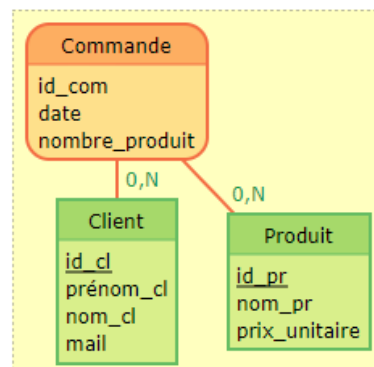 Commande
id_com
date
nombre_produit
0,N
0,N
Client
id_cl
prénom_cl
nom_cl
mail
Produit
id_pr
nom_pr
prix_unitaire